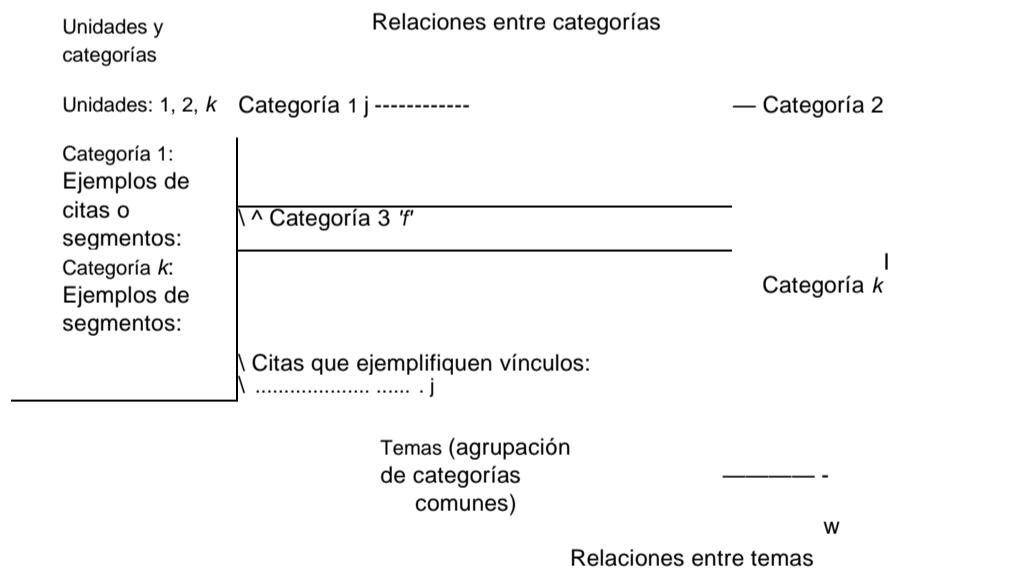 Unidades y
categorías
Relaciones entre categorías
Unidades: 1, 2, k
Categoría 1 j ------------
— Categoría 2
Categoría 1:
Ejemplos de
citas o
segmentos:
Categoría k:
Ejemplos de
segmentos:
\ ^ Categoría 3 'f'
l
Categoría k
\ Citas que ejemplifiquen vínculos:
\ .................... ...... . j
Temas (agrupación
de categorías
comunes)
———— -
w
Relaciones entre temas